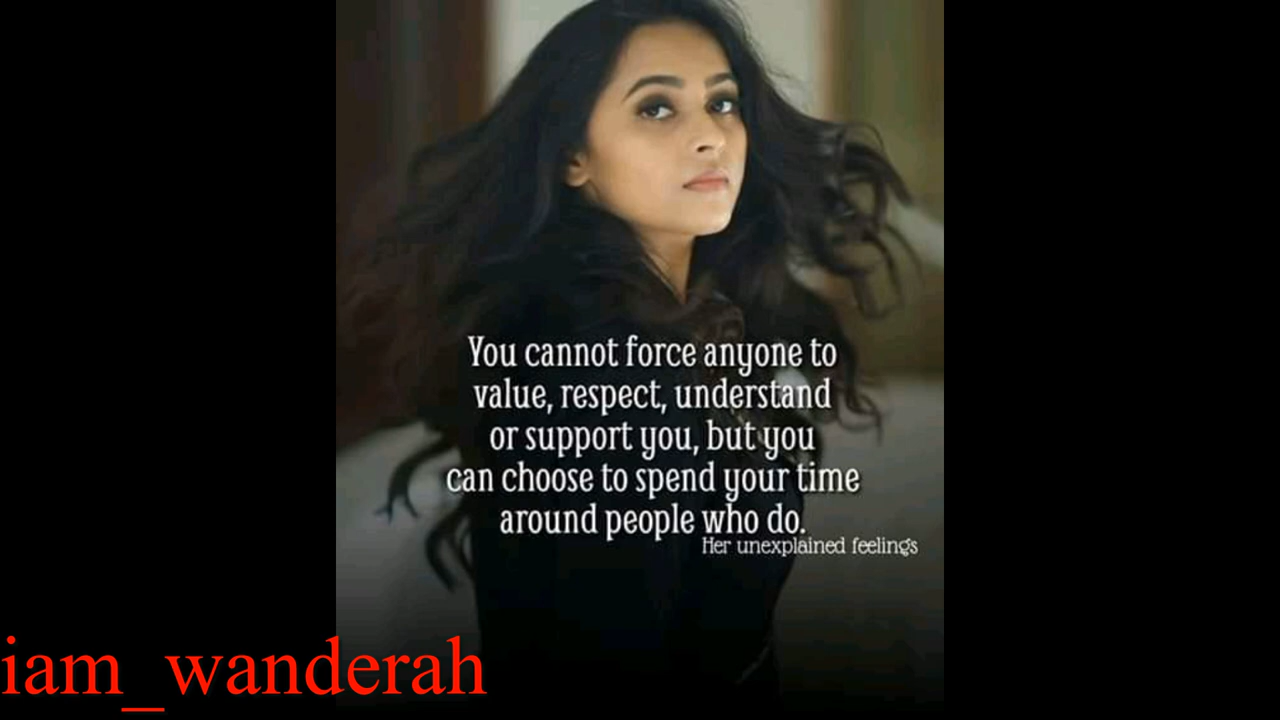 You cannot force anyone to
value, respect, understand
or support you, but you
can choose to spend your time
around people who do.
Her unexplained feelings
iam_wanderah